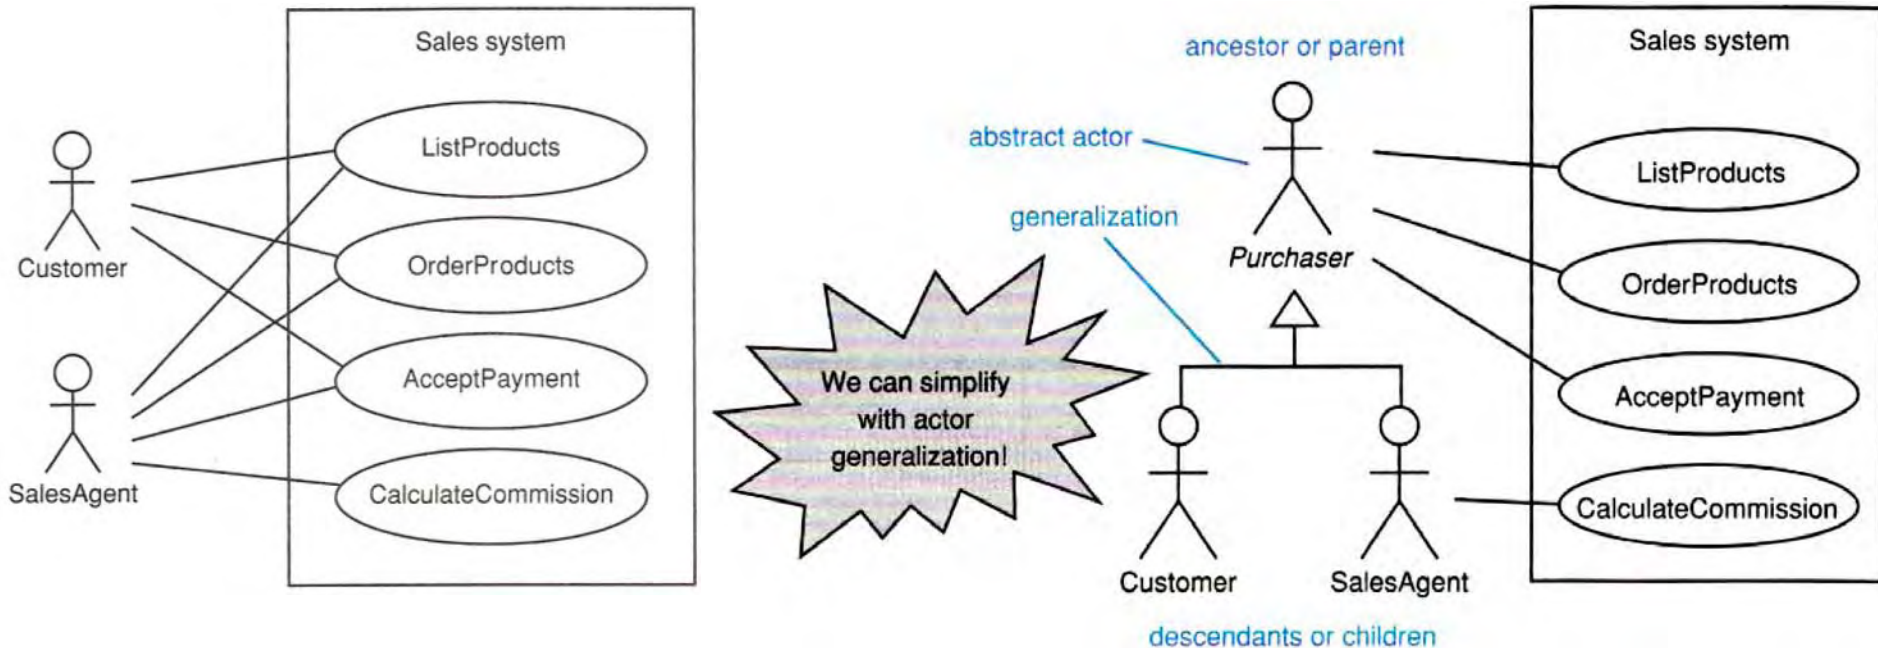 Sales system
ListProducts
OrderProducts
AcceptPayment
CalculateCommission
Customer
SalesAgent
We can simplify
with actor
generalization!
ancestor or parent
abstract actor
generalization
Purchaser
Customer
SalesAgent
descendants or children
Sales system
ListProducts
OrderProducts
AcceptPayment
CalculateCommission